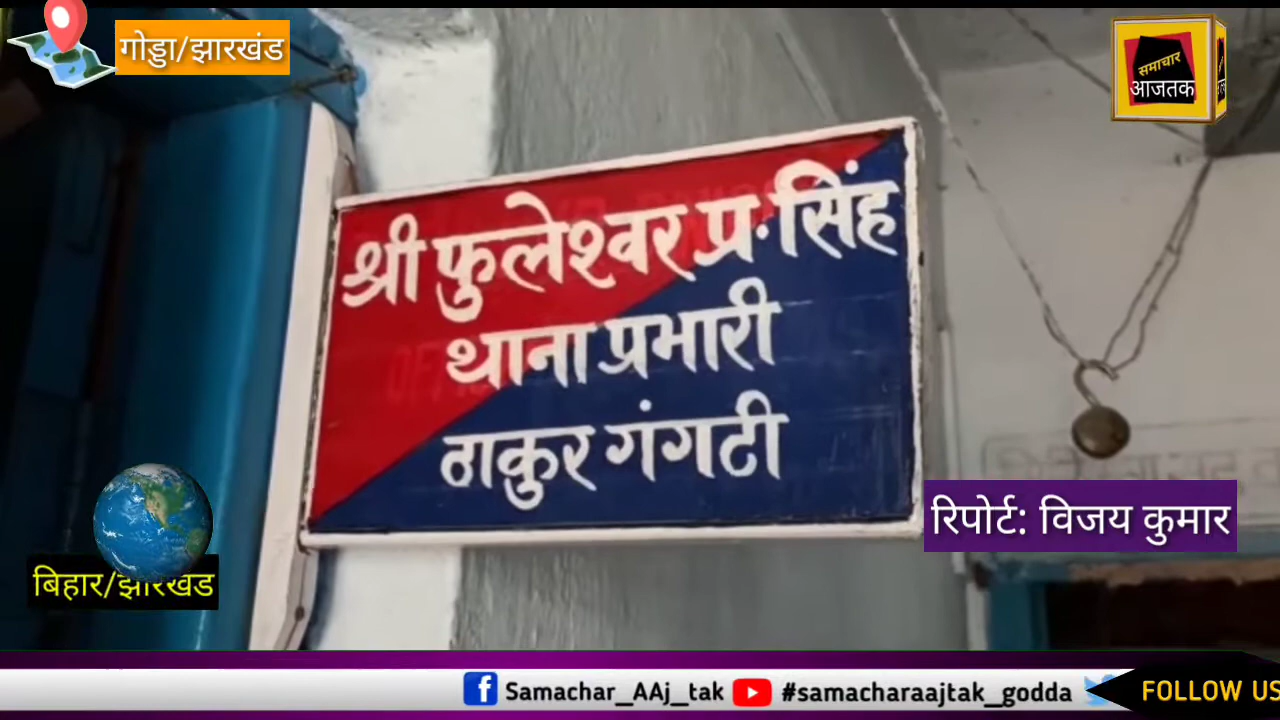 गोड्डा/झारखंड
समाचार
आजतक
श्री फुलेश्वर प्र. सिंह
थाना प्रभारी
ठाकुर गंगटी
रिपोर्ट: विजय कुमार
बिहार/झारखंड
Samachar_AAj_tak
#samacharaajtak_godda
FOLLOW US